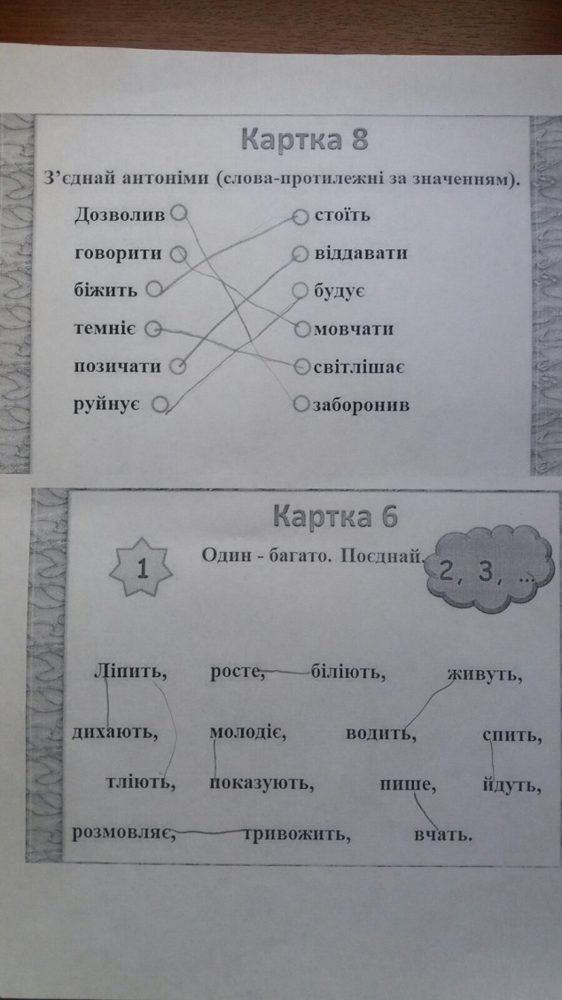 Картка 8
З’єднай антоніми (слова-протилежні за значенням).
Дозволив стоїть
говорити віддавати
біжить будує
темніє мовчати
позичати світлішає
руйнує заборонив
Картка 6
1 Один - багато. Поєднай. 2, 3, ...
Ліпить, росте, біліють, живуть,
дихають, молодіє, водить, спить,
тліють, показують, пише, йдуть,
розмовляє, тривожить, вчать.